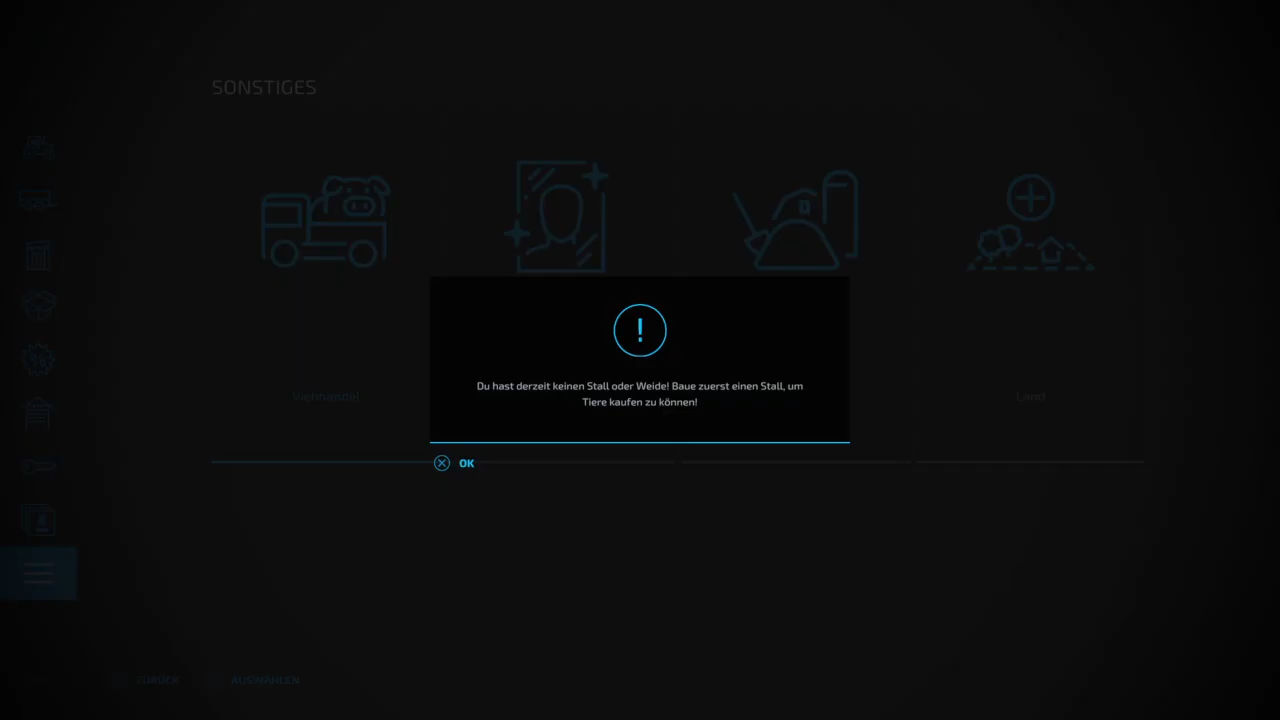 SONSTIGES
Viehhandel
Land
Du hast derzeit keinen Stall oder Weide! Baue zuerst einen Stall, um
Tiere kaufen zu können!
OK
ZURÜCK
AUSWÄHLEN